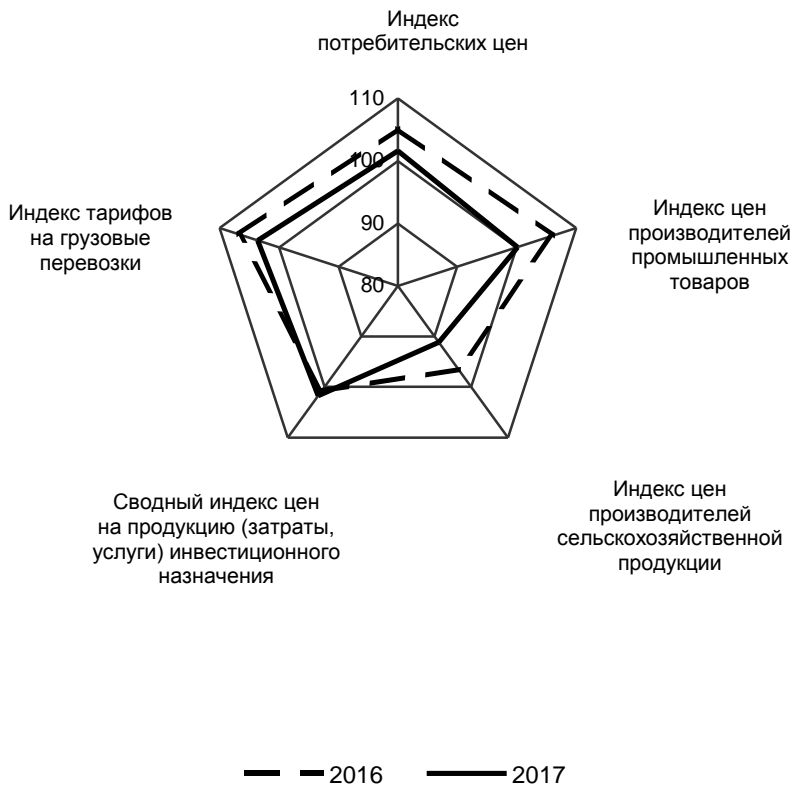 Индекс
потребительских цен
110
100
90
80
Индекс тарифов
на грузовые
перевозки
Индекс цен
производителей
промышленных
товаров
Сводный индекс цен
на продукцию (затраты,
услуги) инвестиционного
назначения
Индекс цен
производителей
сельскохозяйственной
продукции
2016
2017